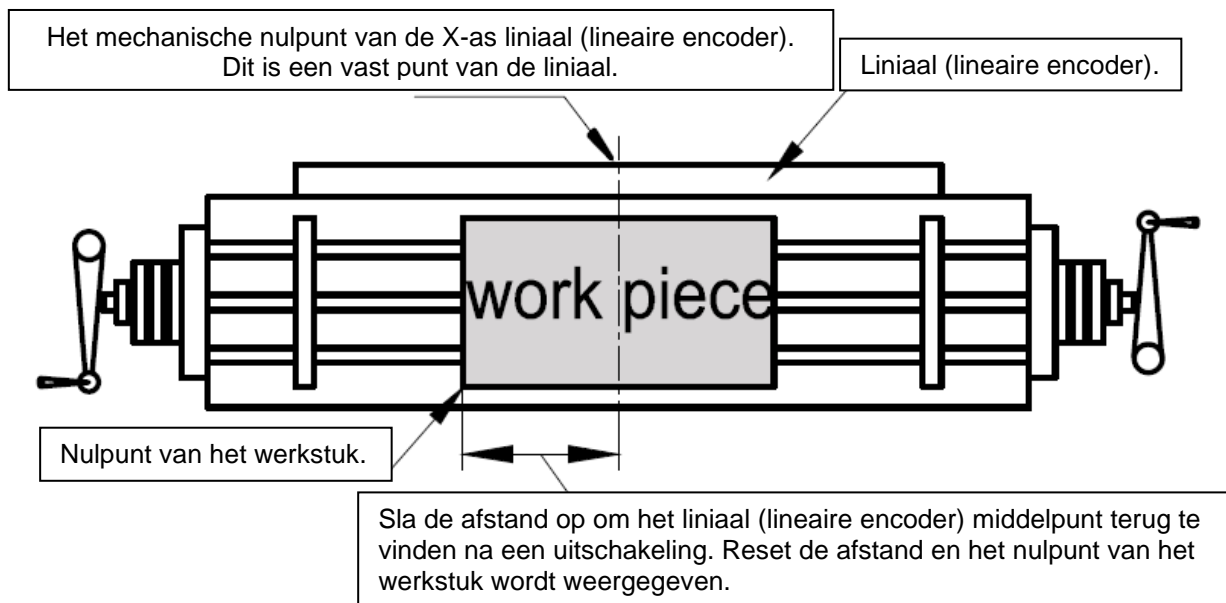 Het mechanische nulpunt van de X-as liniaal (lineaire encoder).
Dit is een vast punt van de liniaal.
Liniaal (lineaire encoder).
work piece
Nulpunt van het werkstuk.
Sla de afstand op om het liniaal (lineaire encoder) middelpunt terug te
vinden na een uitschakeling. Reset de afstand en het nulpunt van het
werkstuk wordt weergegeven.